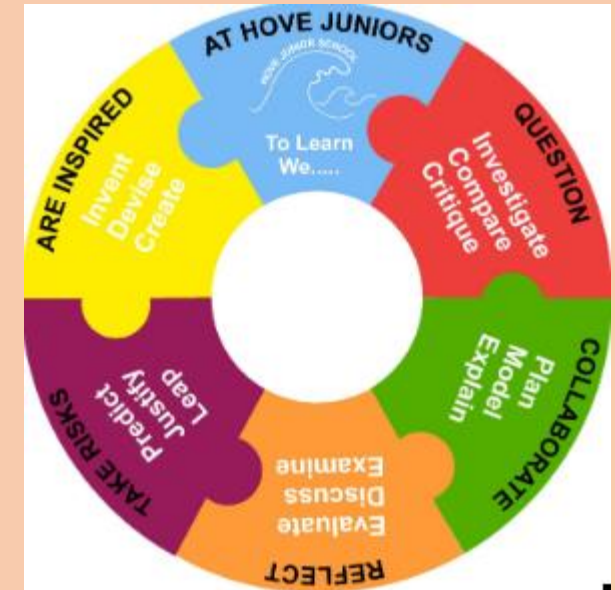 AT HOVE JUNIORS
HOVE JUNIOR SCHOOL
To Learn
We.....
QUESTION
Investigate
Compare
Critique
COLLABORATE
Plan
Model
Explain
REFLECT
Evaluate
Discuss
Examine
TAKE RISKS
Predict
Justify
Leap
ARE INSPIRED
Invent
Devise
Create